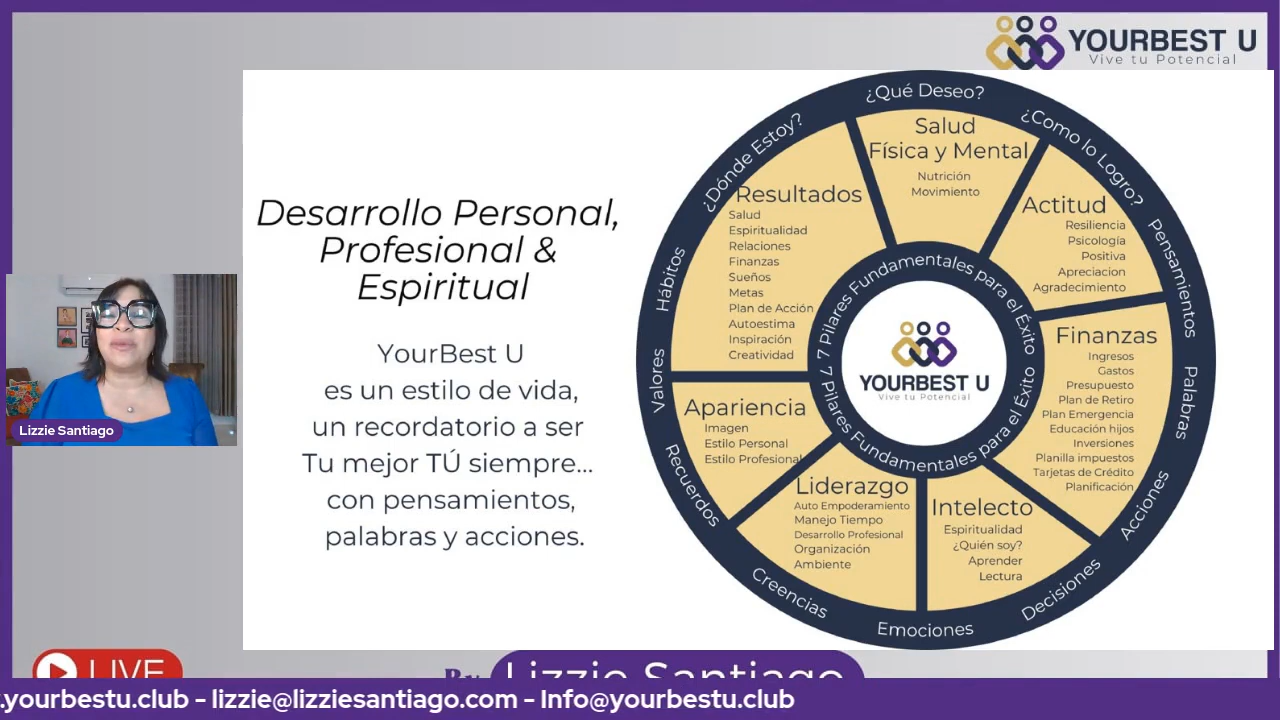 YOURBEST U
Vive tu Potencial
Desarrollo Personal,
Profesional &
Espiritual
YourBest U
es un estilo de vida,
un recordatorio a ser
Tu mejor TÚ siempre...
con pensamientos,
palabras y acciones.
Lizzie Santiago
¿Qué Deseo?
¿Como lo Logro?
Pensamientos
Palabras
Acciones
Decisiones
Emociones
Creencias
Recuerdos
Valores
Hábitos
¿Dónde Estoy?
Salud
Física y Mental
Nutrición
Movimiento
Actitud
Resiliencia
Psicología
Positiva
Apreciacion
Agradecimiento
Finanzas
Ingresos
Gastos
Presupuesto
Plan de Retiro
Plan Emergencia
Educación hijos
Inversiones
Planilla impuestos
Tarjetas de Crédito
Planificación
Intelecto
Espiritualidad
¿Quién soy?
Aprender
Lectura
Liderazgo
Auto Empoderamiento
Manejo Tiempo
Desarrollo Profesional
Organización
Ambiente
Apariencia
Imagen
Estilo Personal
Estilo Profesional
Resultados
Salud
Espiritualidad
Relaciones
Finanzas
Sueños
Metas
Plan de Acción
Autoestima
Inspiración
Creatividad
7 Pilares Fundamentales para el Éxito
7 Pilares Fundamentales para el Éxito
YOURBEST U
Vive tu Potencial
LIVE
By Lizzie Santiago
.yourbestu.club - lizzie@lizziesantiago.com - Info@yourbestu.club